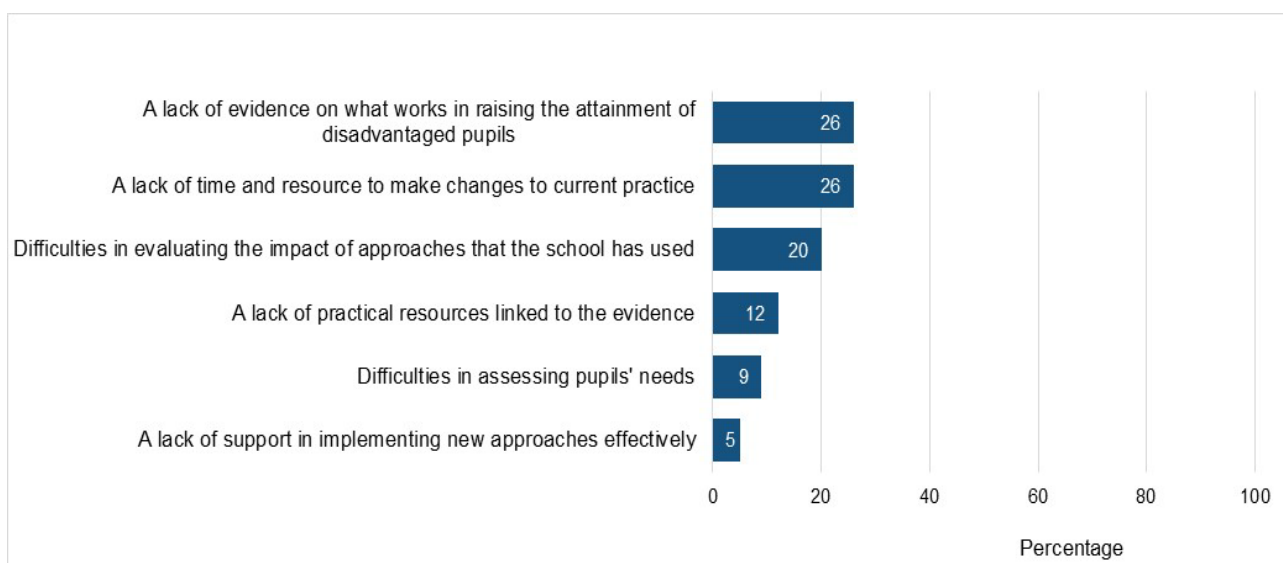 A lack of evidence on what works in raising the attainment of
disadvantaged pupils
26
A lack of time and resource to make changes to current practice
26
Difficulties in evaluating the impact of approaches that the school has used
20
A lack of practical resources linked to the evidence
12
Difficulties in assessing pupils' needs
9
A lack of support in implementing new approaches effectively
5
0 20 40 60 80 100
Percentage